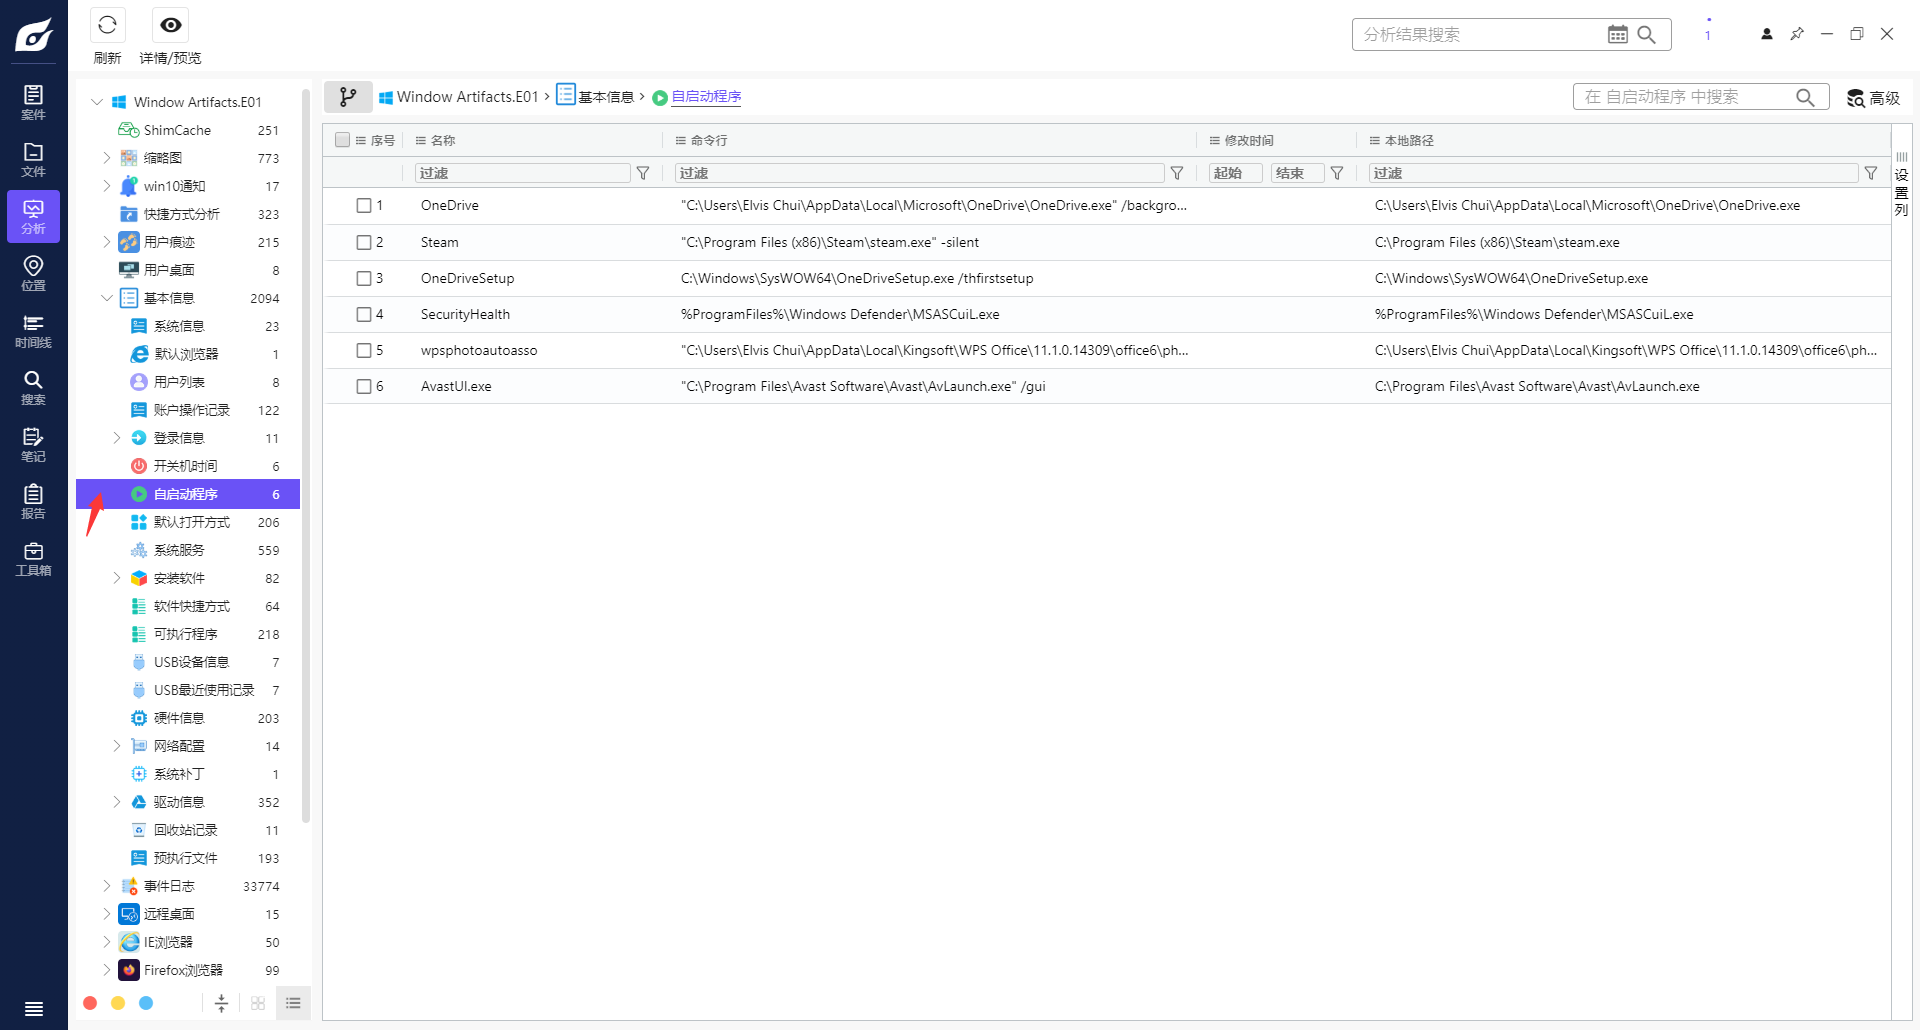 刷新
详情/预览
分析结果搜索
1
案件
文件
分析
位置
时间线
搜索
笔记
报告
工具箱
Window Artifacts.E01
ShimCache 251
缩略图 773
win10通知 17
快捷方式分析 323
用户痕迹 215
用户桌面 8
基本信息 2094
系统信息 23
默认浏览器 1
用户列表 8
账户操作记录 122
登录信息 11
开关机时间 6
自启动程序 6
默认打开方式 206
系统服务 559
安装软件 82
软件快捷方式 64
可执行程序 218
USB设备信息 7
USB最近使用记录 7
硬件信息 203
网络配置 14
系统补丁 1
驱动信息 352
回收站记录 11
预执行文件 193
事件日志 33774
远程桌面 15
IE浏览器 50
Firefox浏览器 99
Window Artifacts.E01 › 基本信息 › 自启动程序
在 自启动程序 中搜索
高级
序号 名称 命令行 修改时间 本地路径
过滤 过滤 起始 结束 过滤
1 OneDrive "C:\Users\Elvis Chui\AppData\Local\Microsoft\OneDrive\OneDrive.exe" /backgro... C:\Users\Elvis Chui\AppData\Local\Microsoft\OneDrive\OneDrive.exe
2 Steam "C:\Program Files (x86)\Steam\steam.exe" -silent C:\Program Files (x86)\Steam\steam.exe
3 OneDriveSetup C:\Windows\SysWOW64\OneDriveSetup.exe /thfirstsetup C:\Windows\SysWOW64\OneDriveSetup.exe
4 SecurityHealth %ProgramFiles%\Windows Defender\MSASCuiL.exe %ProgramFiles%\Windows Defender\MSASCuiL.exe
5 wpsphotoautoasso "C:\Users\Elvis Chui\AppData\Local\Kingsoft\WPS Office\11.1.0.14309\office6\ph... C:\Users\Elvis Chui\AppData\Local\Kingsoft\WPS Office\11.1.0.14309\office6\ph...
6 AvastUI.exe "C:\Program Files\Avast Software\Avast\AvLaunch.exe" /gui C:\Program Files\Avast Software\Avast\AvLaunch.exe
设置列